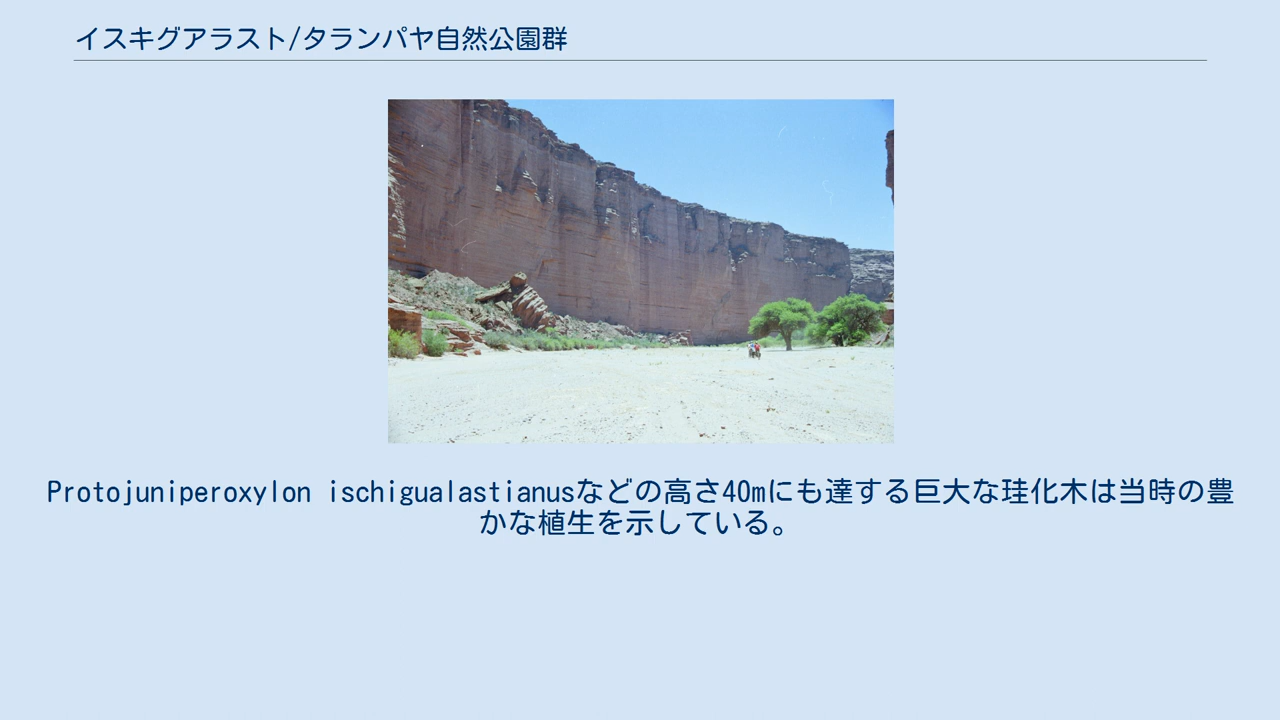 イスキグアラスト/タランパヤ自然公園群
Protojuniperoxylon ischigualastianusなどの高さ40mにも達する巨大な珪化木は当時の豊
かな植生を示している。